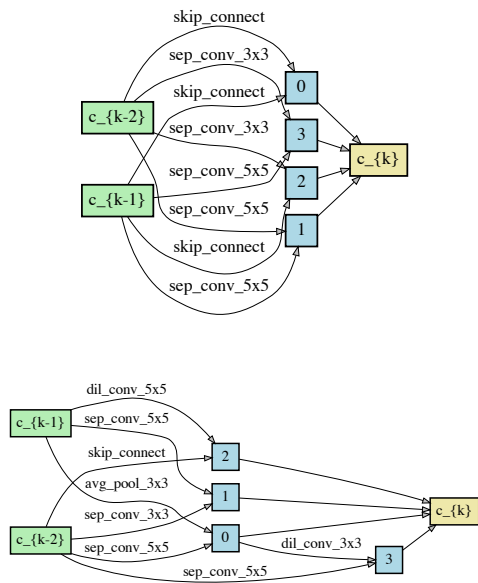 skip_connect
sep_conv_3x3
0
skip_connect
c_{k-2}
sep_conv_3x3
3
c_{k}
sep_conv_5x5
2
c_{k-1}
sep_conv_5x5
1
skip_connect
sep_conv_5x5
dil_conv_5x5
c_{k-1}
sep_conv_5x5
skip_connect
2
avg_pool_3x3
1
c_{k}
sep_conv_3x3
c_{k-2}
0
dil_conv_3x3
sep_conv_5x5
3
sep_conv_5x5